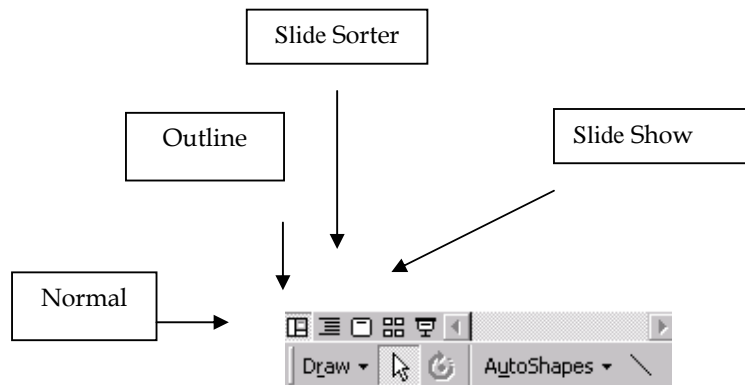 Slide Sorter
Outline
Slide Show
Normal
Draw
AutoShapes